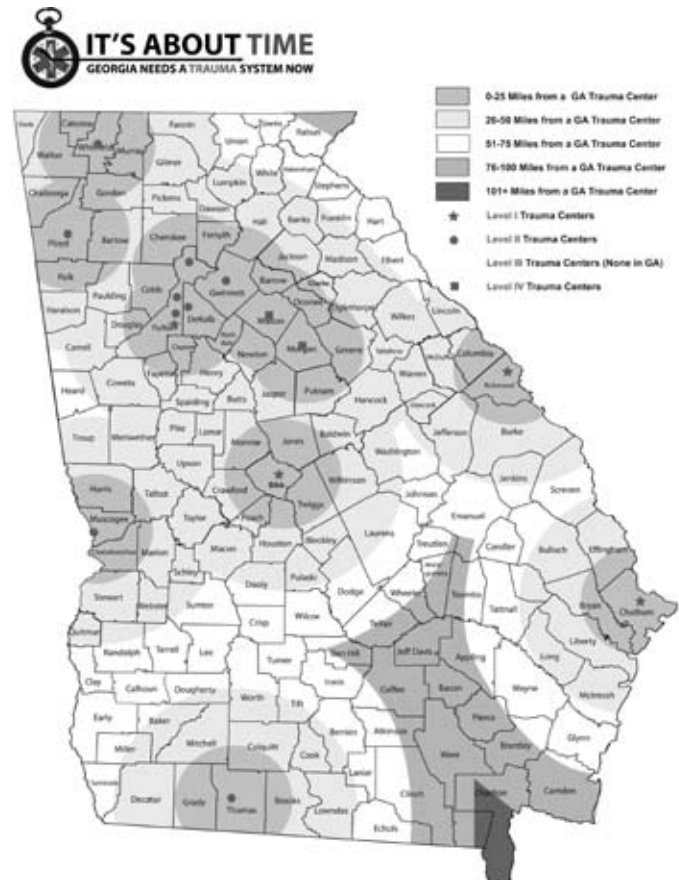 IT'S ABOUT TIME
GEORGIA NEEDS A TRAUMA SYSTEM NOW
0-25 Miles from a GA Trauma Center
26-50 Miles from a GA Trauma Center
51-75 Miles from a GA Trauma Center
76-100 Miles from a GA Trauma Center
101+ Miles from a GA Trauma Center
Level I Trauma Centers
Level II Trauma Centers
Level III Trauma Centers (None in GA)
Level IV Trauma Centers
Catoosa Fannin Towns Rabun
Walker Whitfield Murray Union
Gilmer White Habersham
Chattooga Gordon Lumpkin Stephens
Pickens Dawson
Floyd Bartow Cherokee Forsyth Hall Banks Franklin Hart
Jackson Madison Elbert
Polk Paulding Cobb Gwinnett Barrow Clarke
Haralson Douglas Fulton DeKalb Walton Oconee Oglethorpe Wilkes Lincoln
Carroll Clayton Newton Morgan Greene Columbia
Fayette Henry Warren Richmond
Heard Coweta Spalding Butts Jasper Putnam Hancock
Troup Meriwether Pike Lamar Monroe Jones Baldwin Washington Jefferson Burke
Upson Bibb Wilkinson Jenkins Screven
Harris Talbot Crawford Twiggs Johnson
Muscogee Taylor Peach Emanuel
Chattahoochee Marion Macon Houston Bleckley Laurens Treutlen Candler Bulloch Effingham
Schley Dooly Pulaski
Stewart Webster Sumter Dodge Wheeler Toombs Tattnall Bryan Chatham
Crisp Wilcox Telfair
Quitman Randolph Terrell Lee Turner Ben Hill Jeff Davis Appling Long Liberty
Clay Calhoun Dougherty Worth Tift Irwin Coffee Bacon Wayne McIntosh
Early Baker Pierce
Miller Mitchell Colquitt Cook Berrien Atkinson Ware Brantley Glynn
Seminole Decatur Grady Thomas Brooks Lowndes Lanier Clinch Charlton Camden
Echols